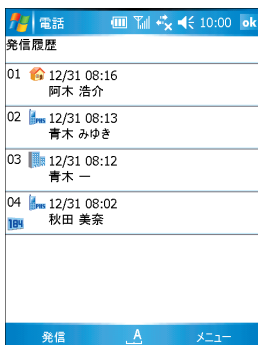 電話 10:00 ok
発信履歴
01 12/31 08:16
阿木 浩介
02 PHS 12/31 08:13
青木 みゆき
03 12/31 08:12
青木 一
04 PHS 12/31 08:02
184 秋田 美奈
発信 A メニュー